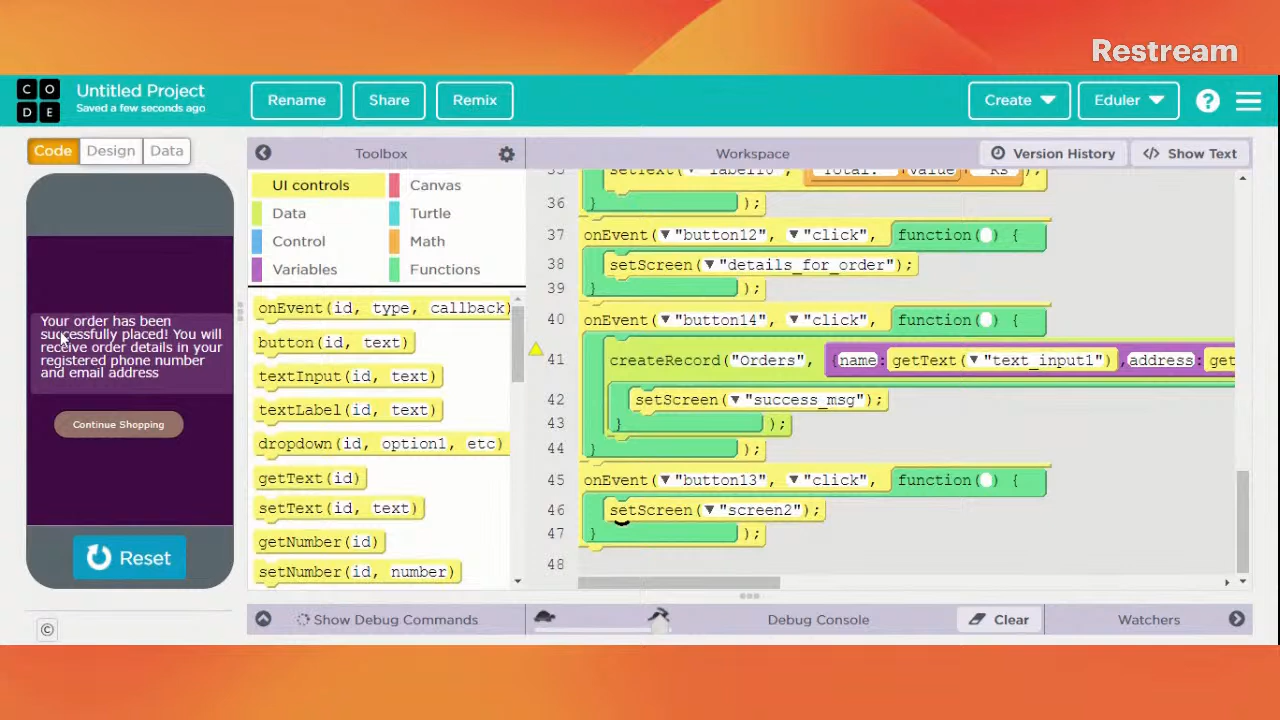 Restream
CODE
Untitled Project
Saved a few seconds ago
Rename
Share
Remix
Create
Eduler
?
Code
Design
Data
Toolbox
Workspace
Version History
</> Show Text
UI controls
Canvas
Data
Turtle
Control
Math
Variables
Functions
onEvent(id, type, callback)
button(id, text)
textInput(id, text)
textLabel(id, text)
dropdown(id, option1, etc)
getText(id)
setText(id, text)
getNumber(id)
setNumber(id, number)
Your order has been
successfully placed! You will
receive order details in your
registered phone number
and email address
Continue Shopping
Reset
36 } );
37 onEvent(▼"button12", ▼"click", function( ) {
38 setScreen(▼"details_for_order");
39 } );
40 onEvent(▼"button14", ▼"click", function( ) {
41 createRecord("Orders", {name:getText(▼"text_input1"),address:get
42 setScreen(▼"success_msg");
43 } );
44 } );
45 onEvent(▼"button13", ▼"click", function( ) {
46 setScreen(▼"screen2");
47 } );
48
©
Show Debug Commands
Debug Console
Clear
Watchers